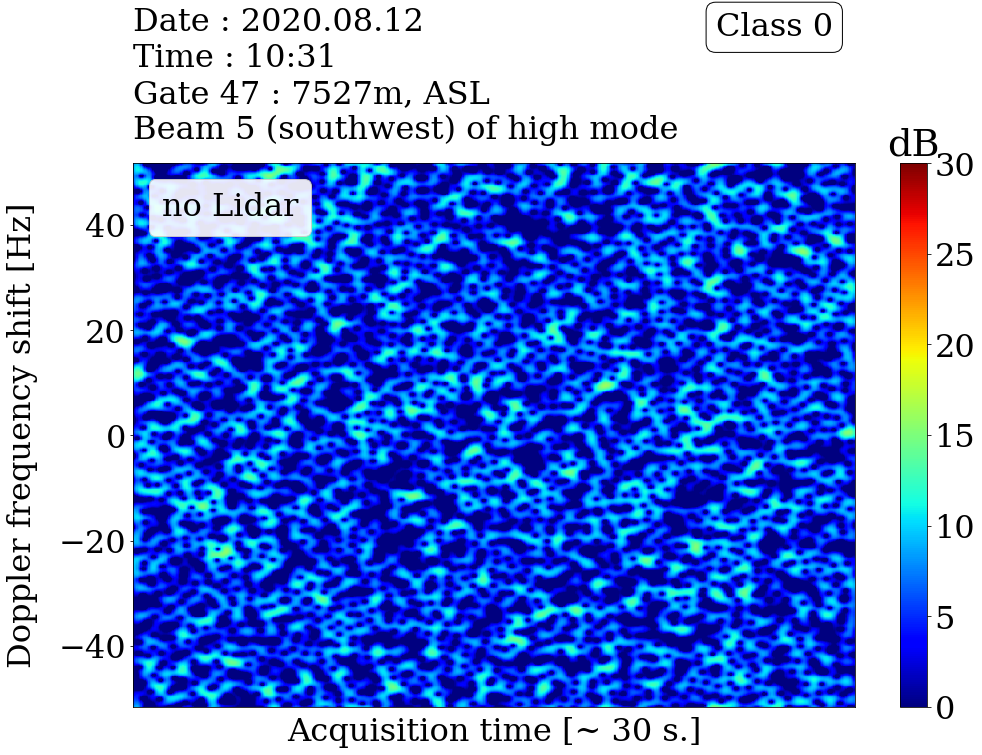 Date : 2020.08.12
Time : 10:31
Gate 47 : 7527m, ASL
Beam 5 (southwest) of high mode
Class 0
dB
no Lidar
Doppler frequency shift [Hz]
40
20
0
−20
−40
30
25
20
15
10
5
0
Acquisition time [~ 30 s.]